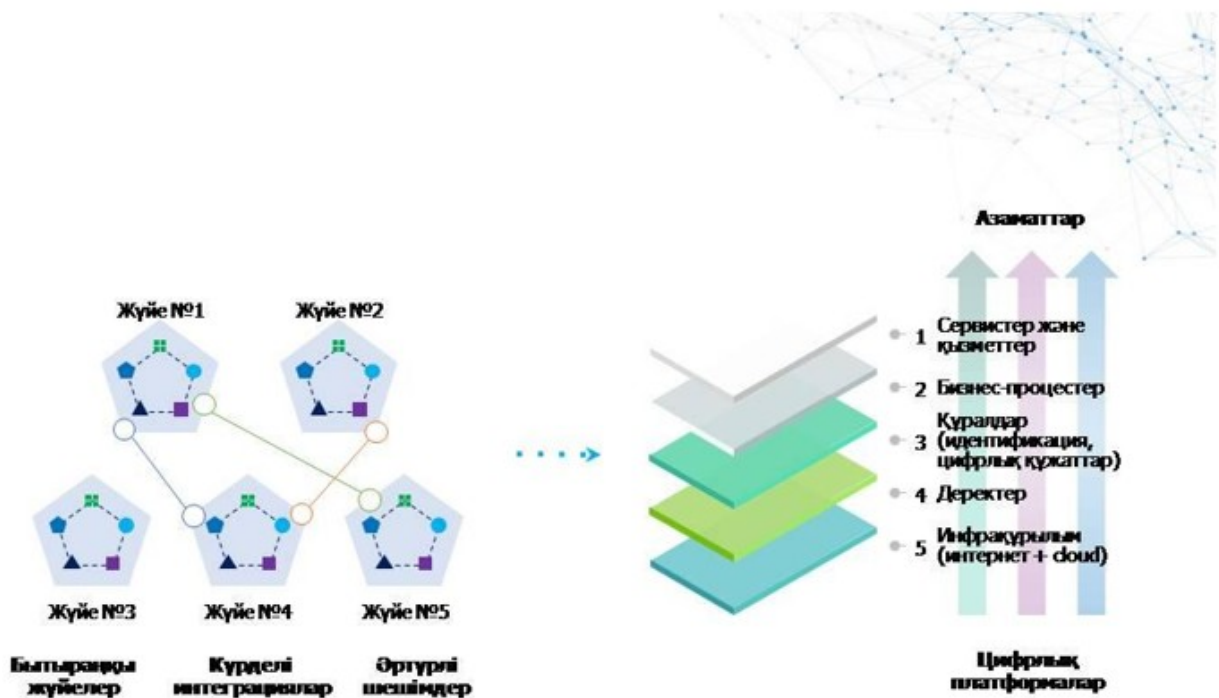 Жүйе №1
Жүйе №2
Жүйе №3
Жүйе №4
Жүйе №5
Бытыраңқы
жүйелер
Күрделі
интеграциялар
Әртүрлі
шешімдер
Азаматтар
1 Сервистер және
қызметтер
2 Бизнес-процестер
3 Құралдар
(идентификация,
цифрлық құжаттар)
4 Деректер
5 Инфрақұрылым
(интернет + cloud)
Цифрлық
платформалар